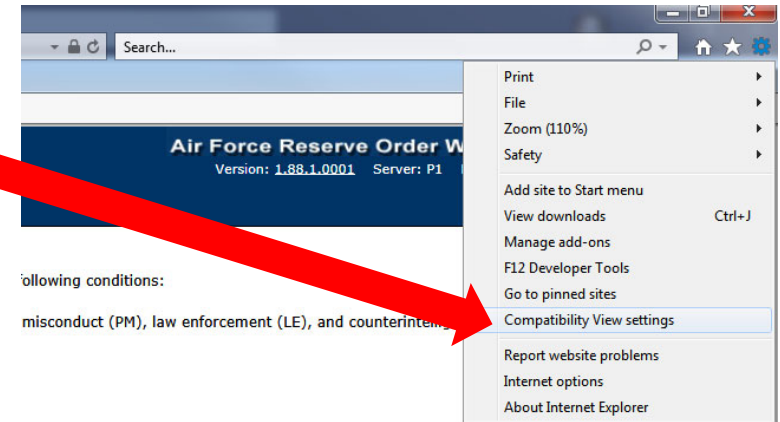 Search...
Print
File
Zoom (110%)
Safety
Add site to Start menu
View downloads Ctrl+J
Manage add-ons
F12 Developer Tools
Go to pinned sites
Compatibility View settings
Report website problems
Internet options
About Internet Explorer
Air Force Reserve Order W
Version: 1.88.1.0001 Server: P1
ollowing conditions:
misconduct (PM), law enforcement (LE), and